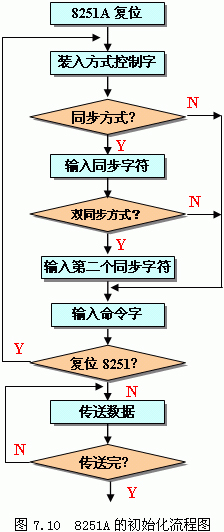 8251A 复位
装入方式控制字
同步方式?
N
Y
输入同步字符
双同步方式?
N
Y
输入第二个同步字符
输入命令字
Y
复位 8251?
N
传送数据
N
传送完?
Y
图 7.10 8251A 的初始化流程图